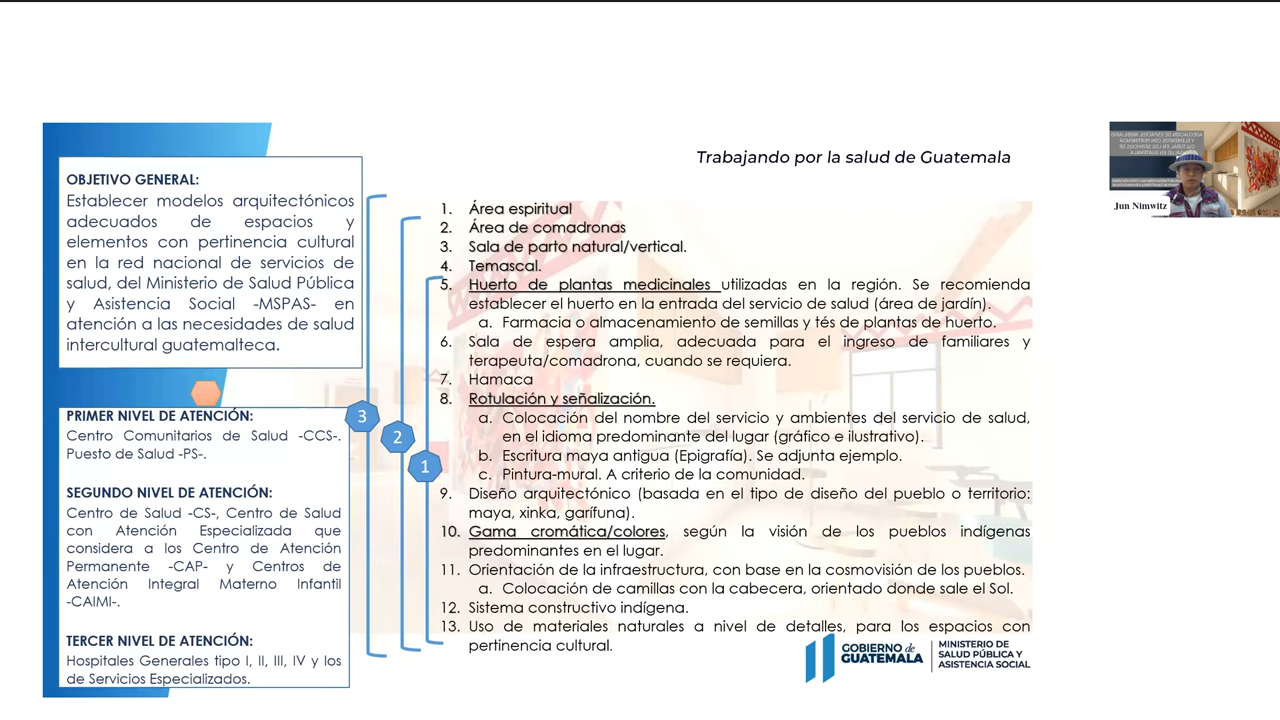 Trabajando por la salud de Guatemala
OBJETIVO GENERAL:
Establecer modelos arquitectónicos
adecuados de espacios y
elementos con pertinencia cultural
en la red nacional de servicios de
salud, del Ministerio de Salud Pública
y Asistencia Social -MSPAS- en
atención a las necesidades de salud
intercultural guatemalteca.
PRIMER NIVEL DE ATENCIÓN:
Centro Comunitarios de Salud -CCS-.
Puesto de Salud -PS-.
SEGUNDO NIVEL DE ATENCIÓN:
Centro de Salud -CS-, Centro de Salud
con Atención Especializada que
considera a los Centro de Atención
Permanente -CAP- y Centros de
Atención Integral Materno Infantil
-CAIMI-.
TERCER NIVEL DE ATENCIÓN:
Hospitales Generales tipo I, II, III, IV y los
de Servicios Especializados.
3
2
1
1. Área espiritual
2. Área de comadronas
3. Sala de parto natural/vertical.
4. Temascal.
5. Huerto de plantas medicinales utilizadas en la región. Se recomienda
establecer el huerto en la entrada del servicio de salud (área de jardín).
a. Farmacia o almacenamiento de semillas y tés de plantas de huerto.
6. Sala de espera amplia, adecuada para el ingreso de familiares y
terapeuta/comadrona, cuando se requiera.
7. Hamaca
8. Rotulación y señalización.
a. Colocación del nombre del servicio y ambientes del servicio de salud,
en el idioma predominante del lugar (gráfico e ilustrativo).
b. Escritura maya antigua (Epigrafía). Se adjunta ejemplo.
c. Pintura-mural. A criterio de la comunidad.
9. Diseño arquitectónico (basada en el tipo de diseño del pueblo o territorio:
maya, xinka, garífuna).
10. Gama cromática/colores, según la visión de los pueblos indígenas
predominantes en el lugar.
11. Orientación de la infraestructura, con base en la cosmovisión de los pueblos.
a. Colocación de camillas con la cabecera, orientado donde sale el Sol.
12. Sistema constructivo indígena.
13. Uso de materiales naturales a nivel de detalles, para los espacios con
pertinencia cultural.
GOBIERNO de
GUATEMALA
MINISTERIO DE
SALUD PÚBLICA Y
ASISTENCIA SOCIAL
Jun Nimwitz